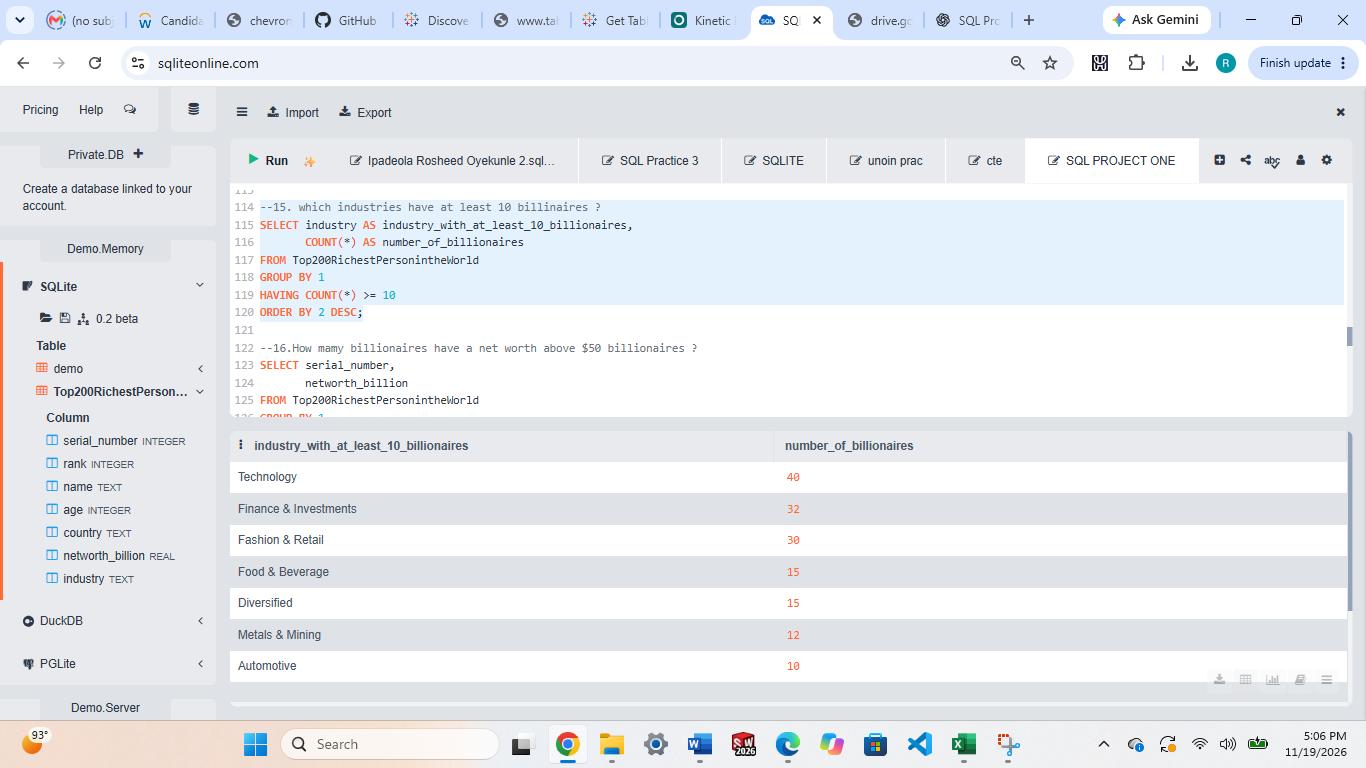 (no subj
Candida
chevron
GitHub
Discove
www.tab
Get Tabl
Kinetic
SQL
drive.go
SQL Pro
Ask Gemini
sqliteonline.com
R
Finish update
Pricing
Help
Import
Export
Private.DB
Create a database linked to your
account.
Demo.Memory
SQLite
0.2 beta
Table
demo
Top200RichestPerson...
Column
serial_number INTEGER
rank INTEGER
name TEXT
age INTEGER
country TEXT
networth_billion REAL
industry TEXT
DuckDB
PGLite
Demo.Server
Run
Ipadeola Rosheed Oyekunle 2.sql...
SQL Practice 3
SQLITE
unoin prac
cte
SQL PROJECT ONE
abc
114 --15. which industries have at least 10 billinaires ?
115 SELECT industry AS industry_with_at_least_10_billionaires,
116 COUNT(*) AS number_of_billionaires
117 FROM Top200RichestPersonintheWorld
118 GROUP BY 1
119 HAVING COUNT(*) >= 10
120 ORDER BY 2 DESC;
121
122 --16.How mamy billionaires have a net worth above $50 billionaires ?
123 SELECT serial_number,
124 networth_billion
125 FROM Top200RichestPersonintheWorld
126 GROUP BY 1
industry_with_at_least_10_billionaires number_of_billionaires
Technology 40
Finance & Investments 32
Fashion & Retail 30
Food & Beverage 15
Diversified 15
Metals & Mining 12
Automotive 10
93°
Search
2026
5:06 PM
11/19/2026